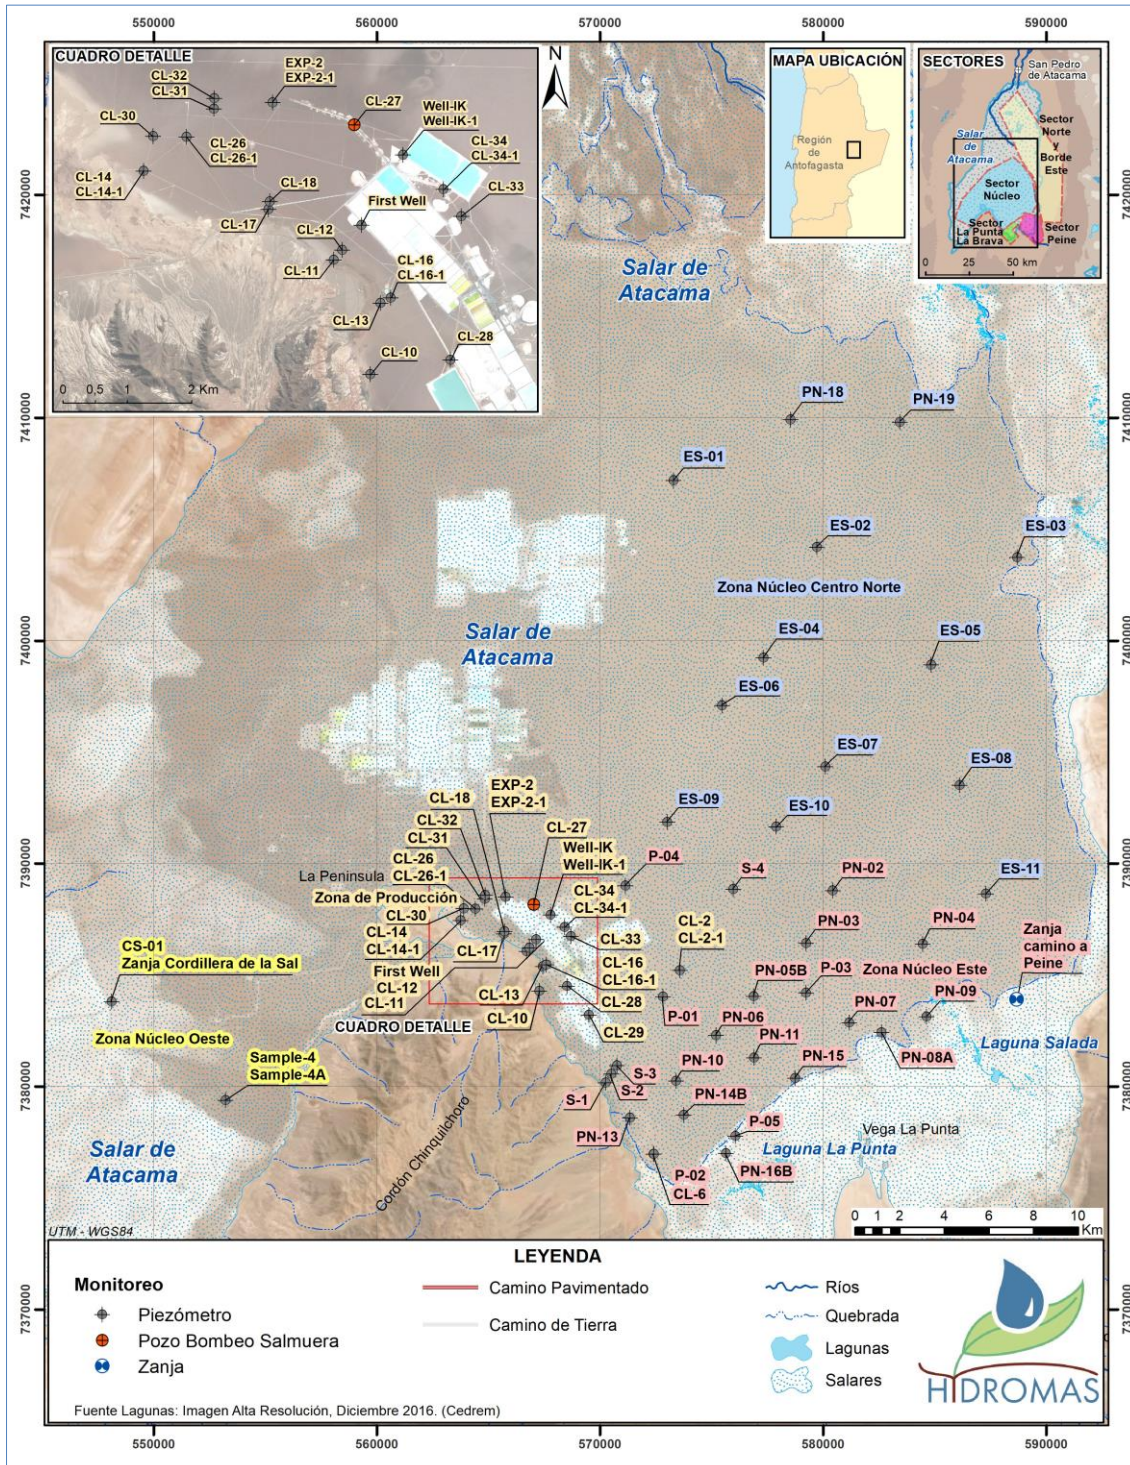 550000
560000
570000
580000
590000
CUADRO DETALLE
CL-32
CL-31
EXP-2
EXP-2-1
CL-27
CL-30
CL-26
CL-26-1
Well-IK
Well-IK-1
CL-34
CL-34-1
CL-14
CL-14-1
CL-18
CL-33
First Well
CL-17
CL-12
CL-11
CL-16
CL-16-1
CL-13
CL-28
CL-10
0 0,5 1 2 Km
N
MAPA UBICACIÓN
Región
de
Antofagasta
SECTORES
San Pedro
de Atacama
Salar
de
Atacama
Sector
Norte
y
Borde
Este
Sector
Núcleo
Sector
La Punta
La Brava
Sector
Peine
0 25 50 km
7420000
7420000
Salar de
Atacama
7410000
7410000
PN-18
PN-19
ES-01
ES-02
ES-03
Zona Núcleo Centro Norte
7400000
7400000
Salar de
Atacama
ES-04
ES-05
ES-06
ES-07
ES-08
ES-09
ES-10
ES-11
7390000
7390000
EXP-2
EXP-2-1
CL-18
CL-32
CL-31
CL-27
Well-IK
Well-IK-1
CL-26
CL-26-1
La Peninsula
Zona de Producción
CL-30
CL-14
CL-14-1
CL-34
CL-34-1
CL-33
CL-17
First Well
CL-12
CL-11
CL-16
CL-16-1
CL-13
CL-10
CL-28
CL-29
CUADRO DETALLE
P-04
S-4
PN-02
CL-2
CL-2-1
PN-03
PN-04
Zanja
camino a
Peine
PN-05B
P-03
Zona Núcleo Este
P-01
PN-06
PN-07
PN-09
PN-11
PN-08A
Laguna Salada
PN-10
PN-15
CS-01
Zanja Cordillera de la Sal
Zona Núcleo Oeste
Sample-4
Sample-4A
7380000
7380000
S-3
S-2
S-1
PN-14B
PN-13
P-05
Vega La Punta
Laguna La Punta
PN-16B
P-02
CL-6
Salar de
Atacama
Cordón Chinquilchoro
UTM - WGS84
0 1 2 4 6 8 10
Km
LEYENDA
Monitoreo
Piezómetro
Pozo Bombeo Salmuera
Zanja
Camino Pavimentado
Camino de Tierra
Ríos
Quebrada
Lagunas
Salares
HIDROMAS
7370000
7370000
Fuente Lagunas: Imagen Alta Resolución, Diciembre 2016. (Cedrem)
550000
560000
570000
580000
590000